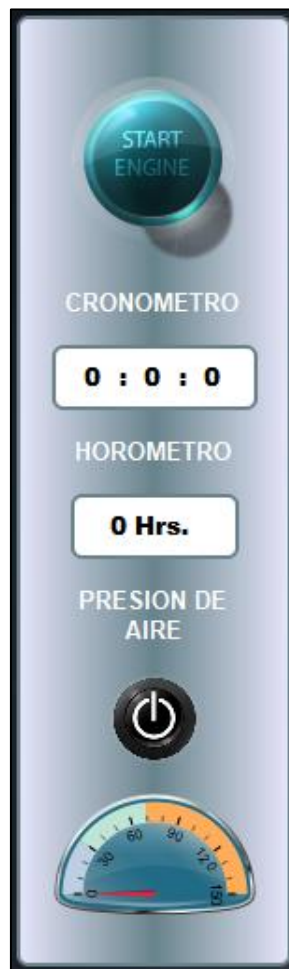 START
ENGINE
CRONOMETRO
0 : 0 : 0
HOROMETRO
0 Hrs.
PRESION DE
AIRE
0
30
60
90
120
150